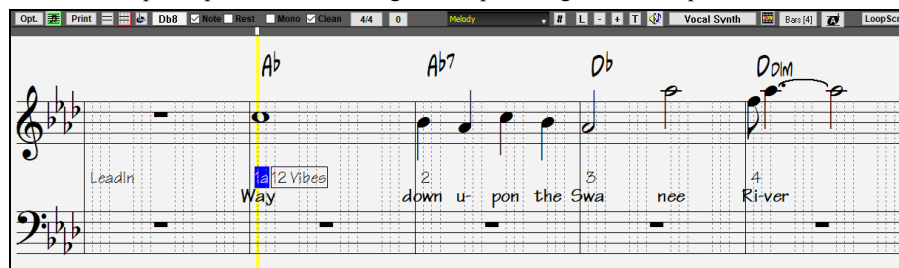 Opt. Print Db8 Note Rest Mono Clean 4/4 0 Melody # L - + T Vocal Synth Bars [4] LoopScr
Ab Ab7 Db Ddim
LeadIn 1a 12 Vibes 2 3 4
Way down u- pon the Swa nee Ri-ver